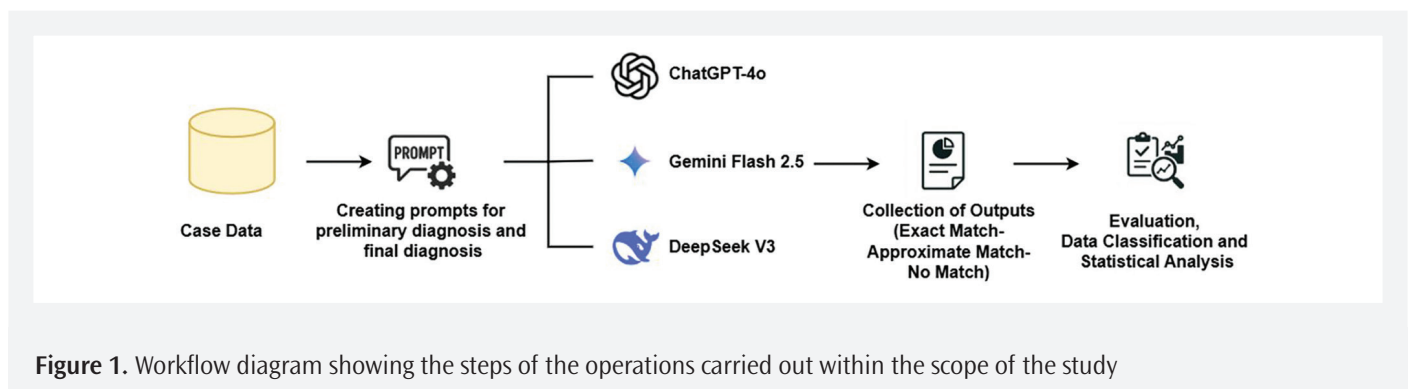 Case Data
PROMPT
Creating prompts for
preliminary diagnosis and
final diagnosis
ChatGPT-4o
Gemini Flash 2.5
DeepSeek V3
Collection of Outputs
(Exact Match-
Approximate Match-
No Match)
Evaluation,
Data Classification and
Statistical Analysis
Figure 1. Workflow diagram showing the steps of the operations carried out within the scope of the study